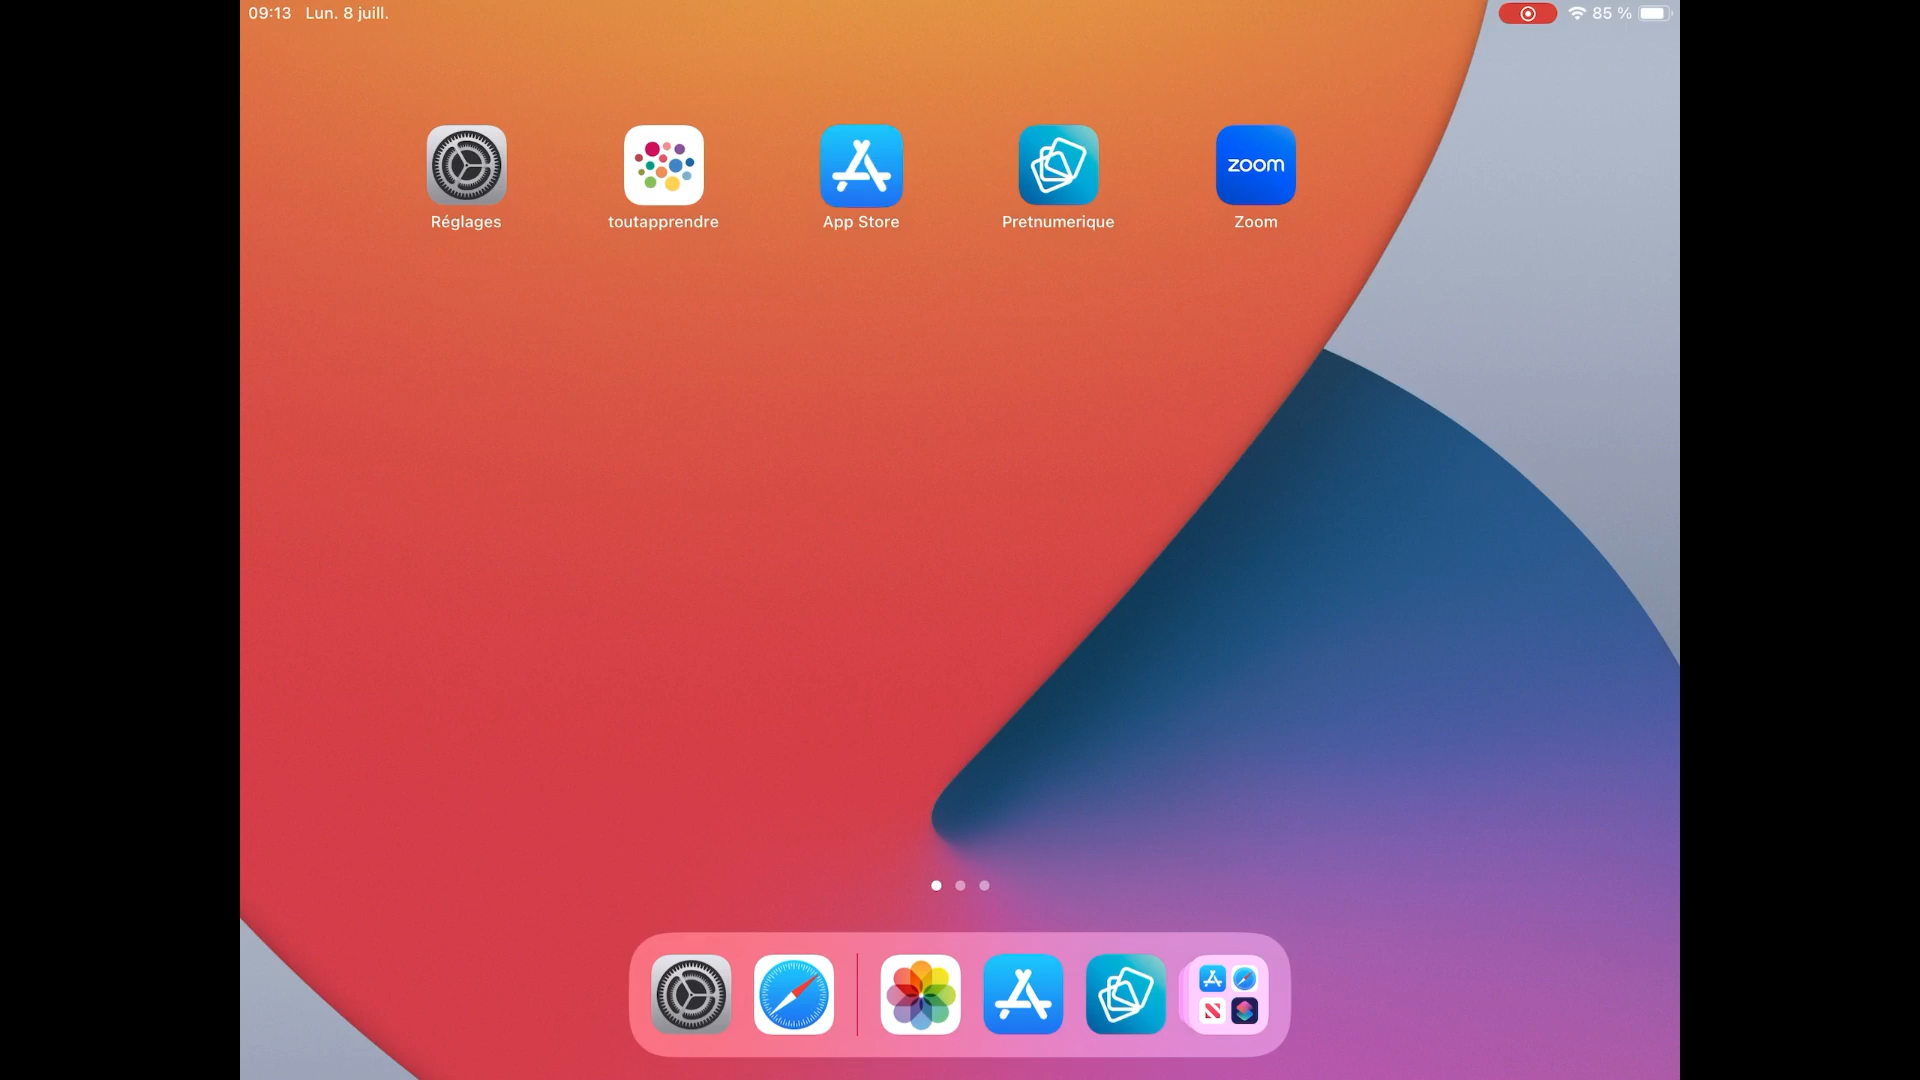 09:13 Lun. 8 juill.
85 %
zoom
Réglages
toutapprendre
App Store
Pretnumerique
Zoom